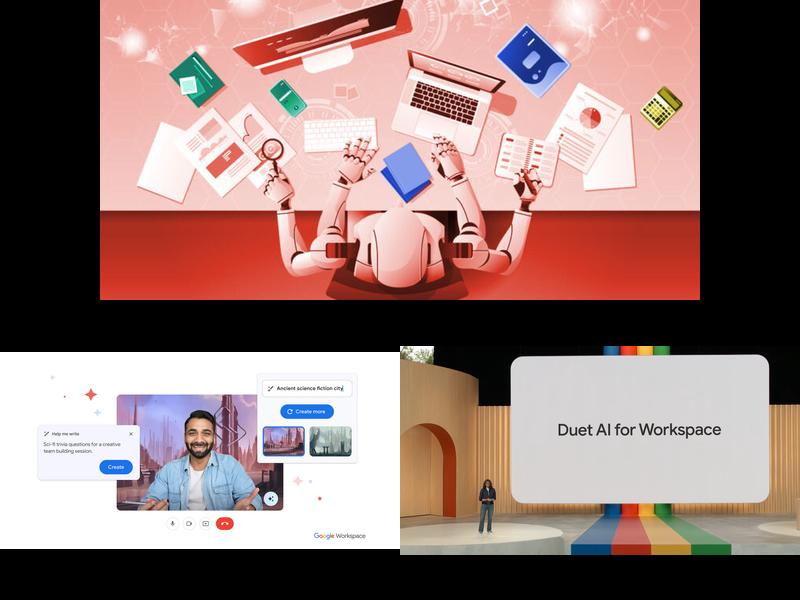 Help me write
Sci-fi trivia questions for a creative
team building session.
Create
Ancient science fiction city
Create more
Google Workspace
Duet AI for Workspace